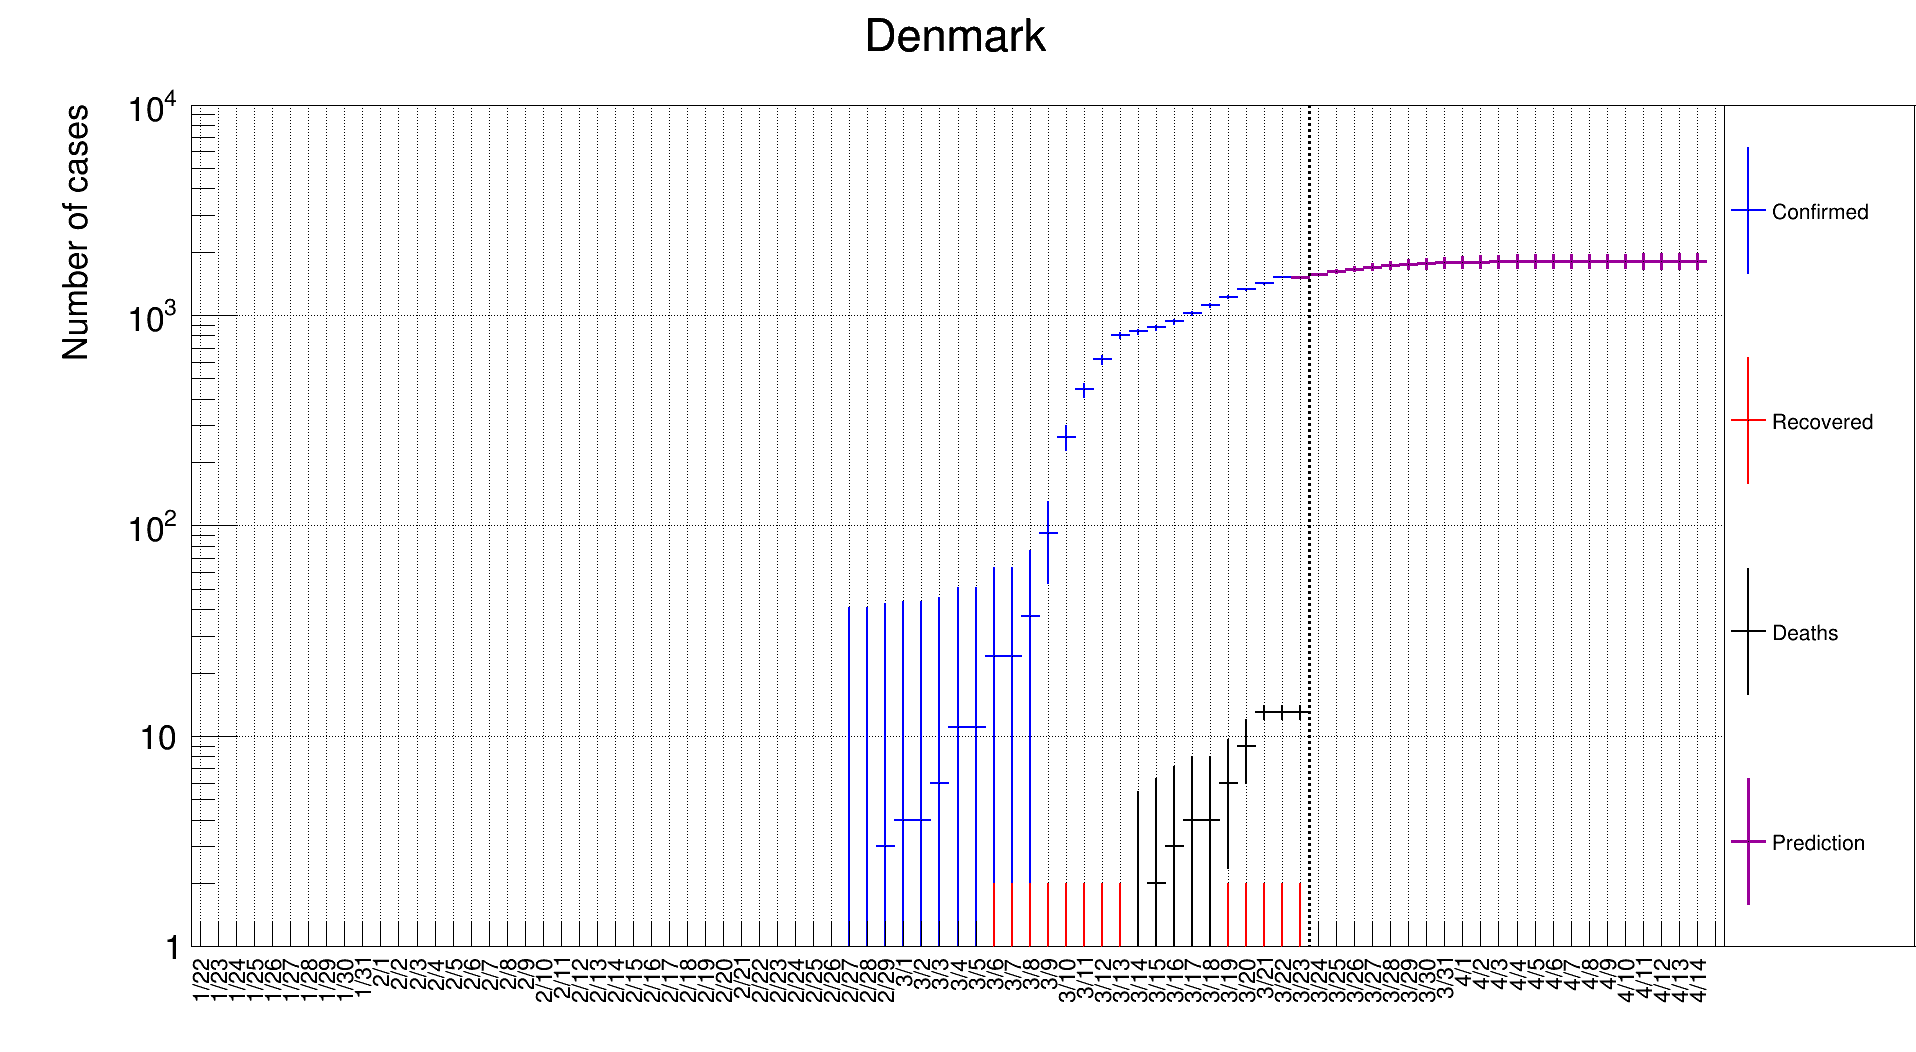 Denmark
Number of cases
10^4
10^3
10^2
10
1
1/22 1/23 1/24 1/25 1/26 1/27 1/28 1/29 1/30 1/31 2/1 2/2 2/3 2/4 2/5 2/6 2/7 2/8 2/9 2/10 2/11 2/12 2/13 2/14 2/15 2/16 2/17 2/18 2/19 2/20 2/21 2/22 2/23 2/24 2/25 2/26 2/27 2/28 2/29 3/1 3/2 3/3 3/4 3/5 3/6 3/7 3/8 3/9 3/10 3/11 3/12 3/13 3/14 3/15 3/16 3/17 3/18 3/19 3/20 3/21 3/22 3/23 3/24 3/25 3/26 3/27 3/28 3/29 3/30 3/31 4/1 4/2 4/3 4/4 4/5 4/6 4/7 4/8 4/9 4/10 4/11 4/12 4/13 4/14
Confirmed
Recovered
Deaths
Prediction